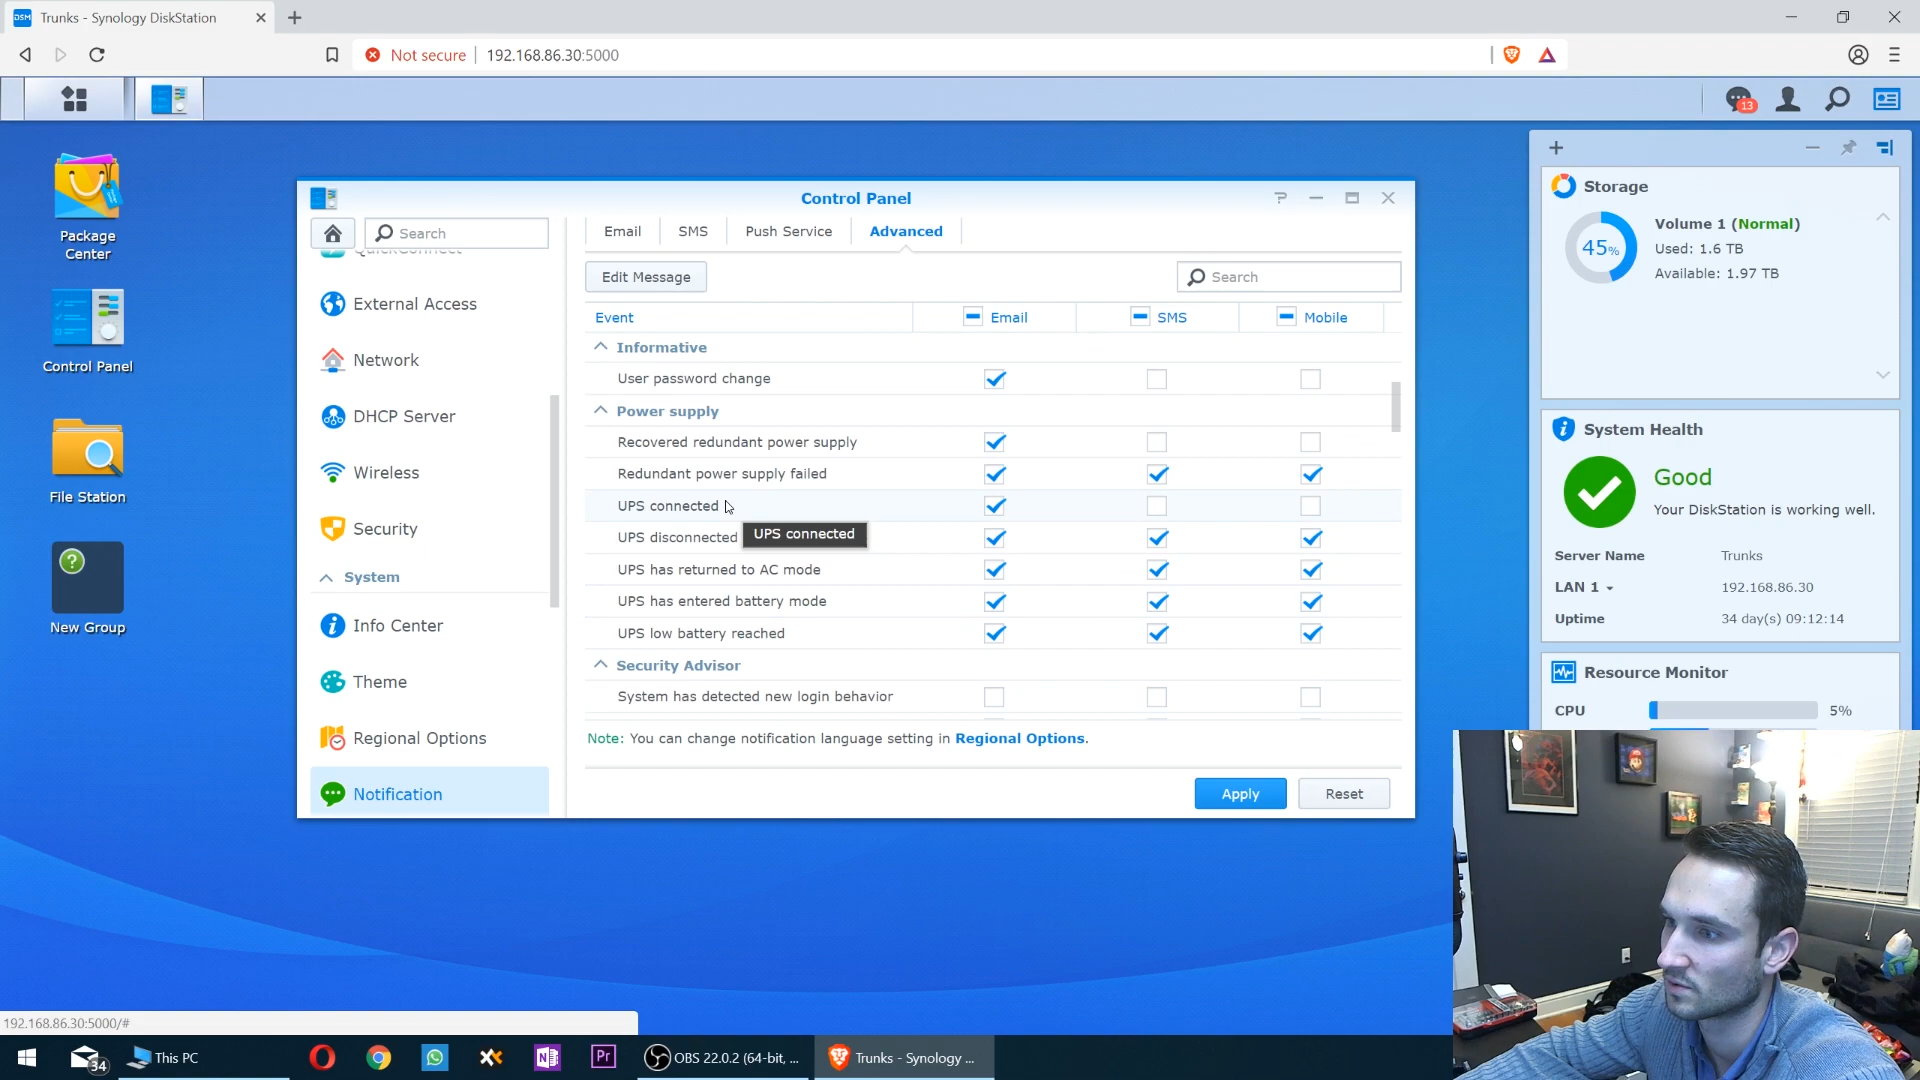 Trunks - Synology DiskStation
Not secure
192.168.86.30:5000
13
Package
Center
Control Panel
File Station
New Group
Control Panel
Search
External Access
Network
DHCP Server
Wireless
Security
System
Info Center
Theme
Regional Options
Notification
Email
SMS
Push Service
Advanced
Edit Message
Search
Event
Email
SMS
Mobile
Informative
User password change
Power supply
Recovered redundant power supply
Redundant power supply failed
UPS connected
UPS connected
UPS disconnected
UPS has returned to AC mode
UPS has entered battery mode
UPS low battery reached
Security Advisor
System has detected new login behavior
Note: You can change notification language setting in Regional Options.
Apply
Reset
Storage
45%
Volume 1 (Normal)
Used: 1.6 TB
Available: 1.97 TB
System Health
Good
Your DiskStation is working well.
Server Name Trunks
LAN 1 192.168.86.30
Uptime 34 day(s) 09:12:14
Resource Monitor
CPU 5%
192.168.86.30:5000/#
34
This PC
OBS 22.0.2 (64-bit, ...
Trunks - Synology ...